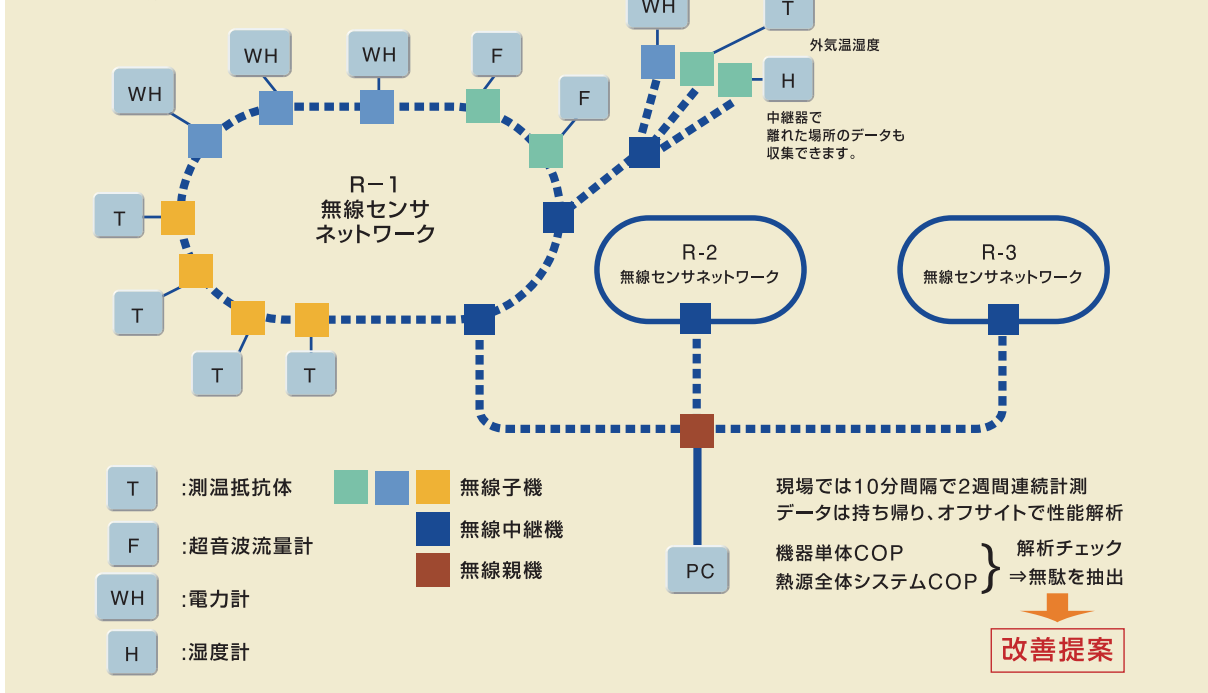 WH
T
外気温湿度
H
中継器で
離れた場所のデータも
収集できます。
WH
WH
WH
F
F
T
T
T
T
R－1
無線センサ
ネットワーク
R-2
無線センサネットワーク
R-3
無線センサネットワーク
T :測温抵抗体
F :超音波流量計
WH :電力計
H :湿度計
無線子機
無線中継機
無線親機
PC
現場では10分間隔で2週間連続計測
データは持ち帰り、オフサイトで性能解析
機器単体COP
熱源全体システムCOP
解析チェック
⇒無駄を抽出
改善提案